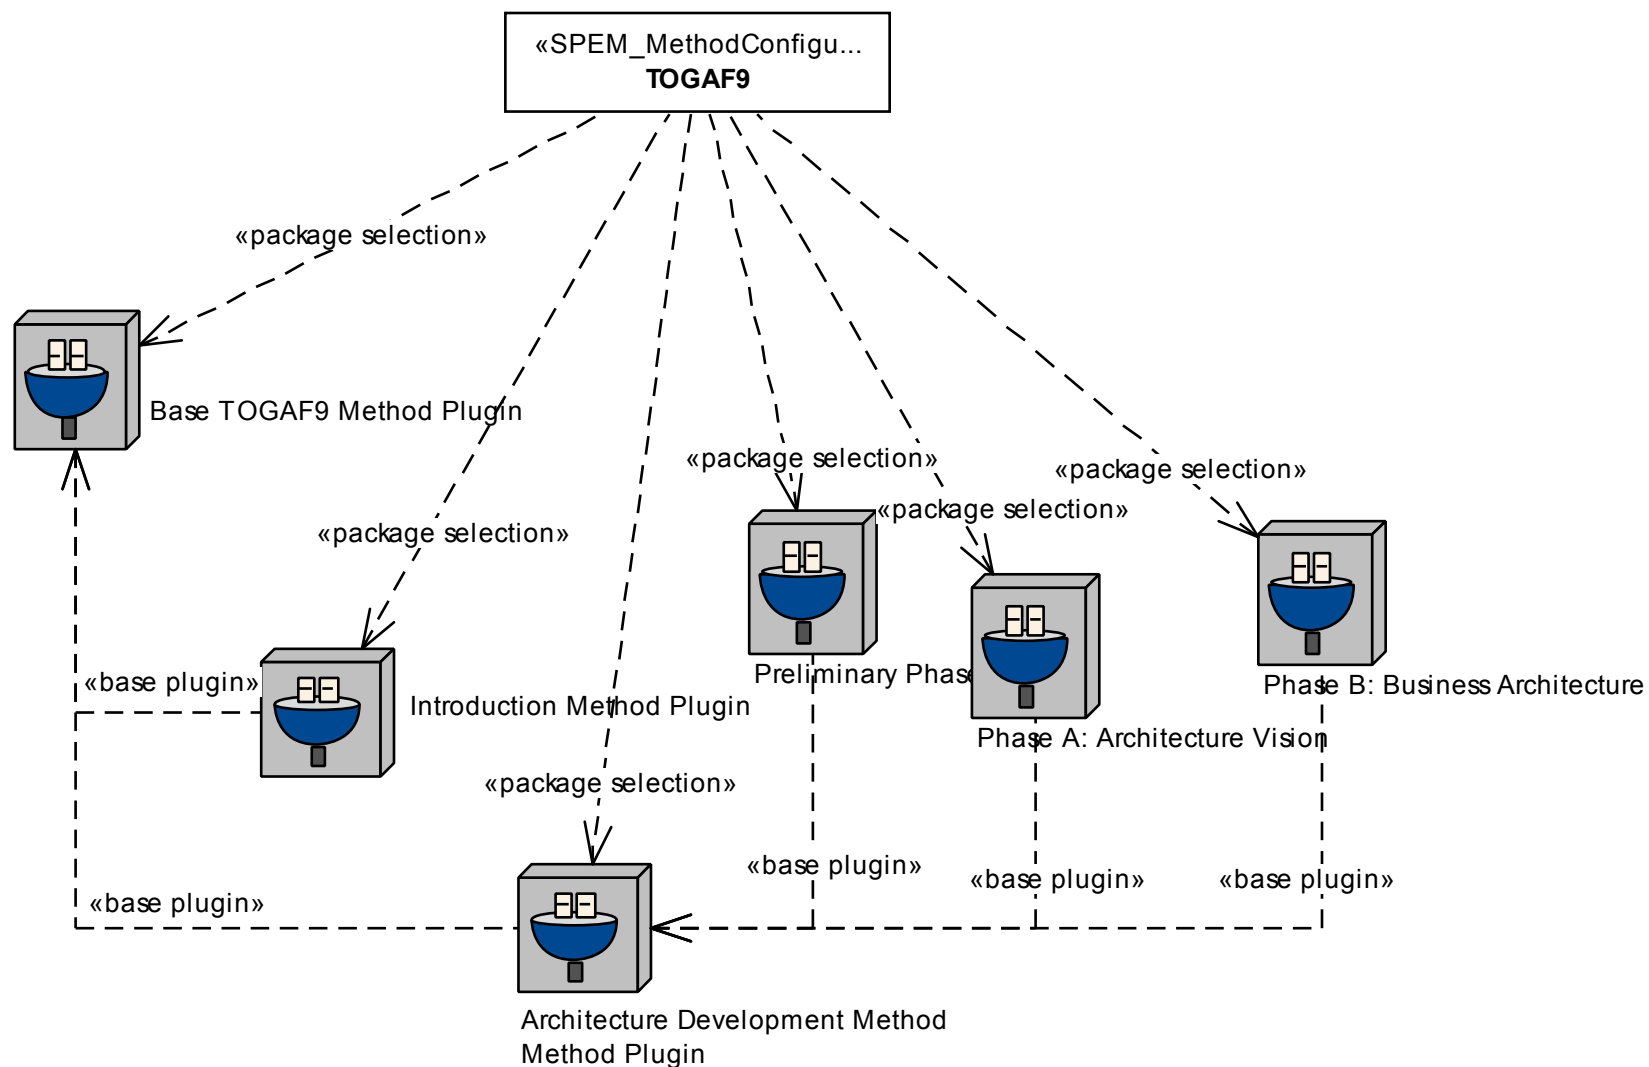 «SPEM_MethodConfigu...
TOGAF9
«package selection»
Base TOGAF9 Method Plugin
«package selection»
«package selection»
«package selection»
«package selection»
Preliminary Phase
«base plugin»
Introduction Method Plugin
Phase B: Business Architecture
Phase A: Architecture Vision
«package selection»
«base plugin»
«base plugin»
«base plugin»
«base plugin»
Architecture Development Method
Method Plugin